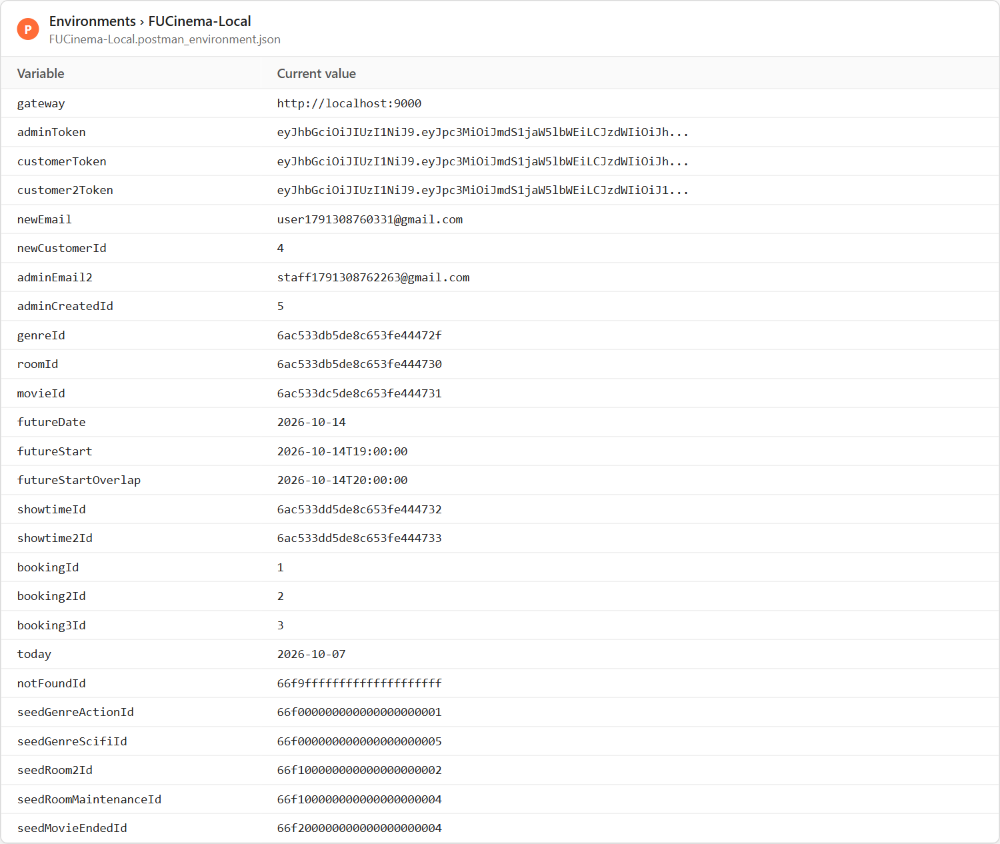 P
Environments › FUCinema-Local
FUCinema-Local.postman_environment.json
Variable Current value
gateway http://localhost:9000
adminToken eyJhbGciOiJIUzI1NiJ9.eyJpc3MiOiJmdS1jaW5lbWEiLCJzdWIiOiJh...
customerToken eyJhbGciOiJIUzI1NiJ9.eyJpc3MiOiJmdS1jaW5lbWEiLCJzdWIiOiJh...
customer2Token eyJhbGciOiJIUzI1NiJ9.eyJpc3MiOiJmdS1jaW5lbWEiLCJzdWIiOiJ1...
newEmail user1791308760331@gmail.com
newCustomerId 4
adminEmail2 staff1791308762263@gmail.com
adminCreatedId 5
genreId 6ac533db5de8c653fe44472f
roomId 6ac533db5de8c653fe444730
movieId 6ac533dc5de8c653fe444731
futureDate 2026-10-14
futureStart 2026-10-14T19:00:00
futureStartOverlap 2026-10-14T20:00:00
showtimeId 6ac533dd5de8c653fe444732
showtime2Id 6ac533dd5de8c653fe444733
bookingId 1
booking2Id 2
booking3Id 3
today 2026-10-07
notFoundId 66f9ffffffffffffffffffff
seedGenreActionId 66f000000000000000000001
seedGenreScifiId 66f000000000000000000005
seedRoom2Id 66f100000000000000000002
seedRoomMaintenanceId 66f100000000000000000004
seedMovieEndedId 66f200000000000000000004